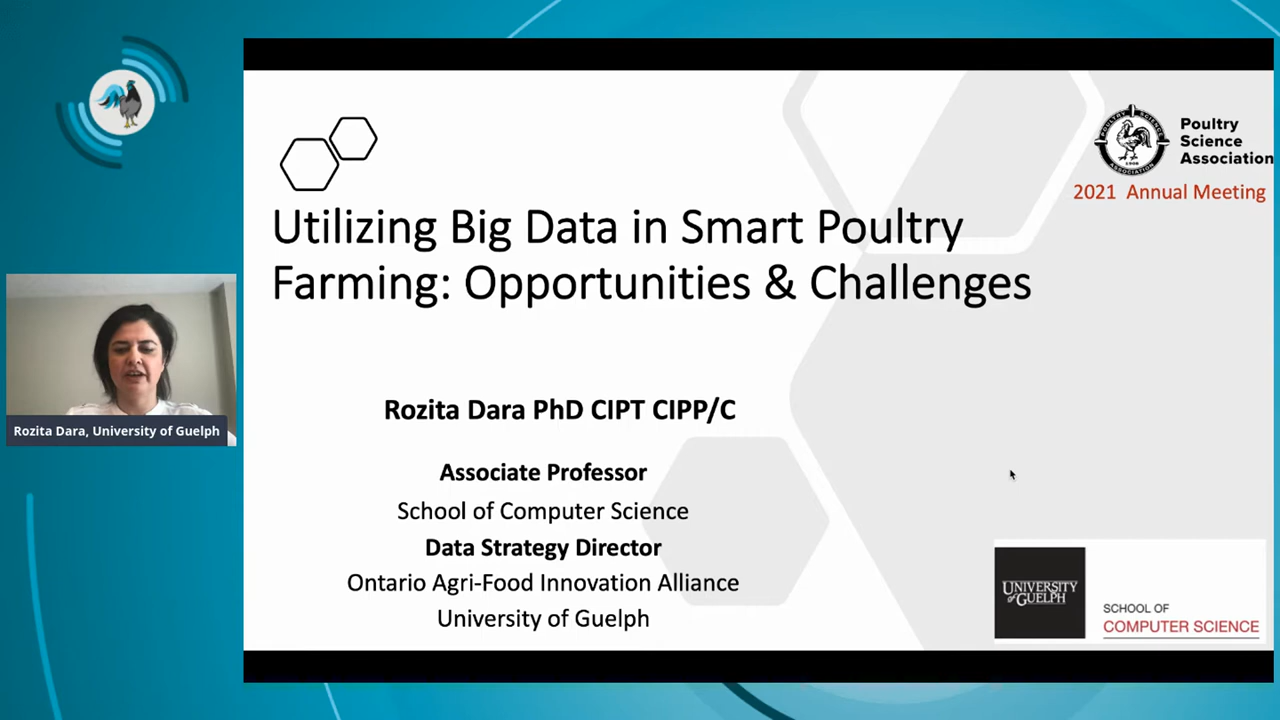 Poultry
Science
Association
2021 Annual Meeting
Utilizing Big Data in Smart Poultry
Farming: Opportunities & Challenges
Rozita Dara PhD CIPT CIPP/C
Associate Professor
School of Computer Science
Data Strategy Director
Ontario Agri-Food Innovation Alliance
University of Guelph
Rozita Dara, University of Guelph
UNIVERSITY
of GUELPH
SCHOOL OF
COMPUTER SCIENCE